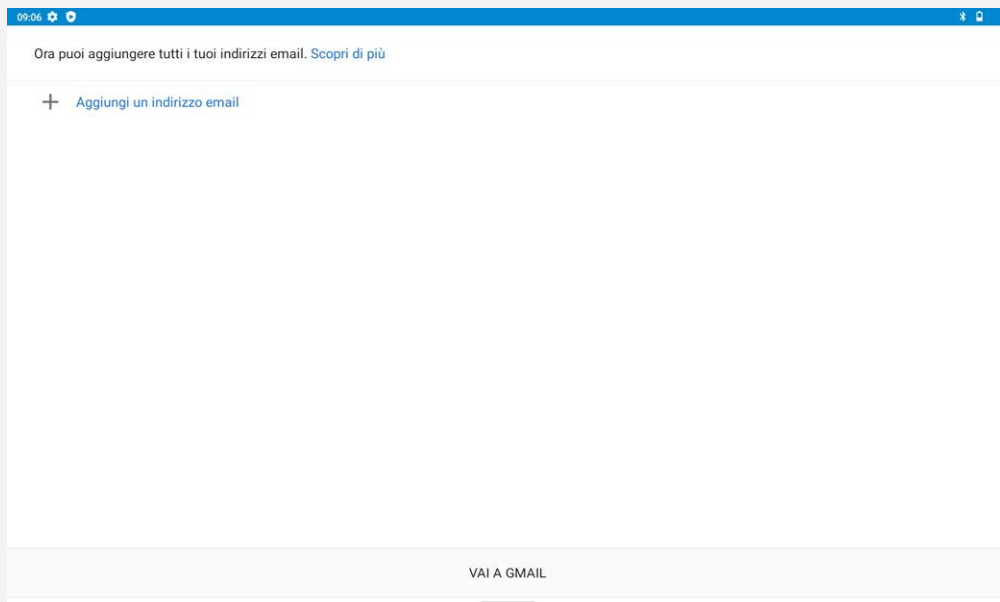 09:06
Ora puoi aggiungere tutti i tuoi indirizzi email. Scopri di più
Aggiungi un indirizzo email
VAI A GMAIL